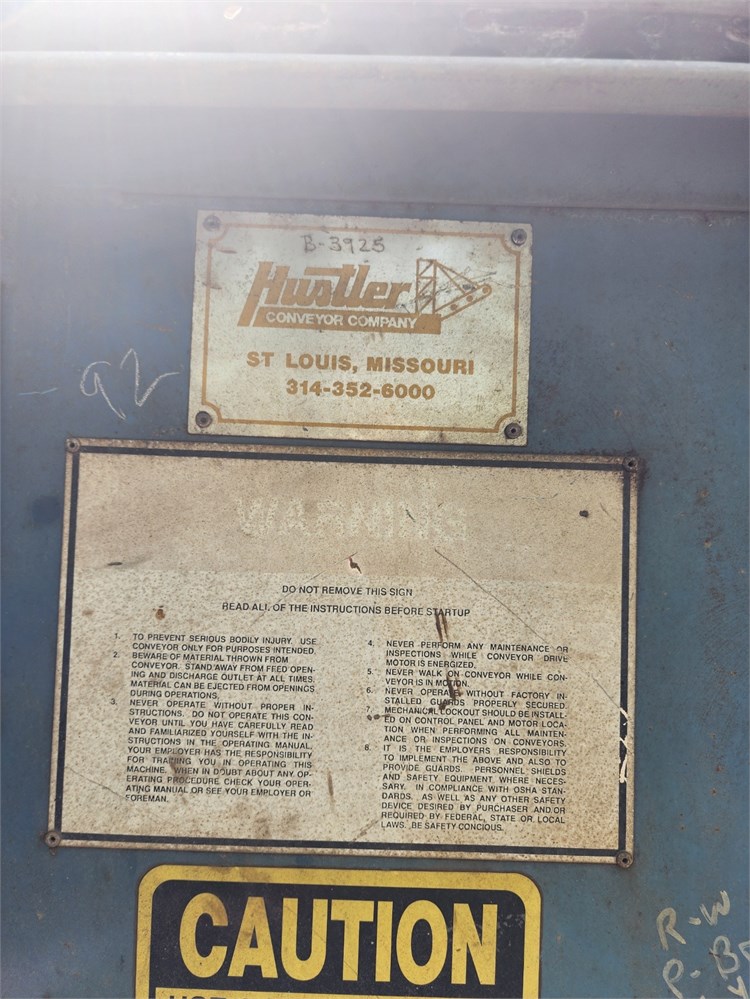 B-3925
Hustler
CONVEYOR COMPANY
ST LOUIS, MISSOURI
314-352-6000
- 92
WARNING
DO NOT REMOVE THIS SIGN
READ ALL OF THE INSTRUCTIONS BEFORE STARTUP
1. TO PREVENT SERIOUS BODILY INJURY. USE
CONVEYOR ONLY FOR PURPOSES INTENDED.
2. BEWARE OF MATERIAL THROWN FROM
CONVEYOR. STAND AWAY FROM FEED OPEN-
ING AND DISCHARGE OUTLET AT ALL TIMES.
MATERIAL CAN BE EJECTED FROM OPENINGS
DURING OPERATIONS.
3. NEVER OPERATE WITHOUT PROPER IN-
STRUCTIONS. DO NOT OPERATE THIS CON-
VEYOR UNTIL YOU HAVE CAREFULLY READ
AND FAMILIARIZED YOURSELF WITH THE IN-
STRUCTIONS IN THE OPERATING MANUAL.
YOUR EMPLOYER HAS THE RESPONSIBILITY
FOR TRAINING YOU IN OPERATING THIS
MACHINE. WHEN IN DOUBT ABOUT ANY OP-
ERATING PROCEDURE CHECK YOUR OPER-
ATING MANUAL OR SEE YOUR EMPLOYER OR
FOREMAN.
4. NEVER PERFORM ANY MAINTENANCE OR
INSPECTIONS WHILE CONVEYOR DRIVE
MOTOR IS ENERGIZED.
5. NEVER WALK ON CONVEYOR WHILE CON-
VEYOR IS IN MOTION.
6. NEVER OPERATE WITHOUT FACTORY IN-
STALLED GUARDS PROPERLY SECURED.
7. MECHANICAL LOCKOUT SHOULD BE INSTALL-
ED ON CONTROL PANEL AND MOTOR LOCA-
TION WHEN PERFORMING ALL MAINTEN-
ANCE OR INSPECTIONS ON CONVEYORS.
8. IT IS THE EMPLOYERS RESPONSIBILITY
TO IMPLEMENT THE ABOVE AND ALSO TO
PROVIDE GUARDS. PERSONNEL SHIELDS
AND SAFETY EQUIPMENT WHERE NECES-
SARY. IN COMPLIANCE WITH OSHA STAN-
DARDS. AS WELL AS ANY OTHER SAFETY
DEVICE DESIRED BY PURCHASER AND/OR
REQUIRED BY FEDERAL, STATE OR LOCAL
LAWS. BE SAFETY CONCIOUS.
CAUTION
R-W